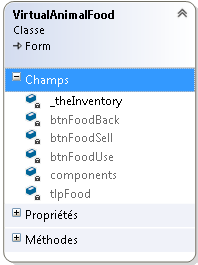 VirtualAnimalFood
Classe
Form
Champs
_theInventory
btnFoodBack
btnFoodSell
btnFoodUse
components
tlpFood
Propriétés
Méthodes